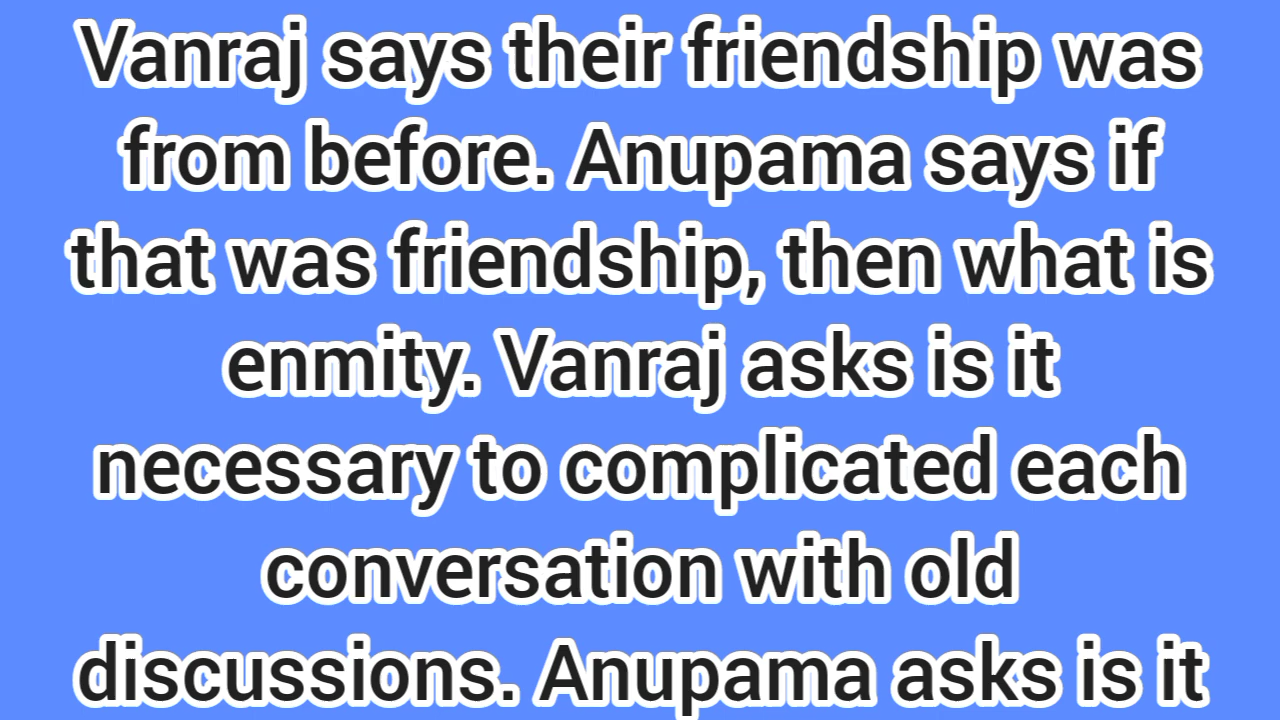 Vanraj says their friendship was
from before. Anupama says if
that was friendship, then what is
enmity. Vanraj asks is it
necessary to complicated each
conversation with old
discussions. Anupama asks is it